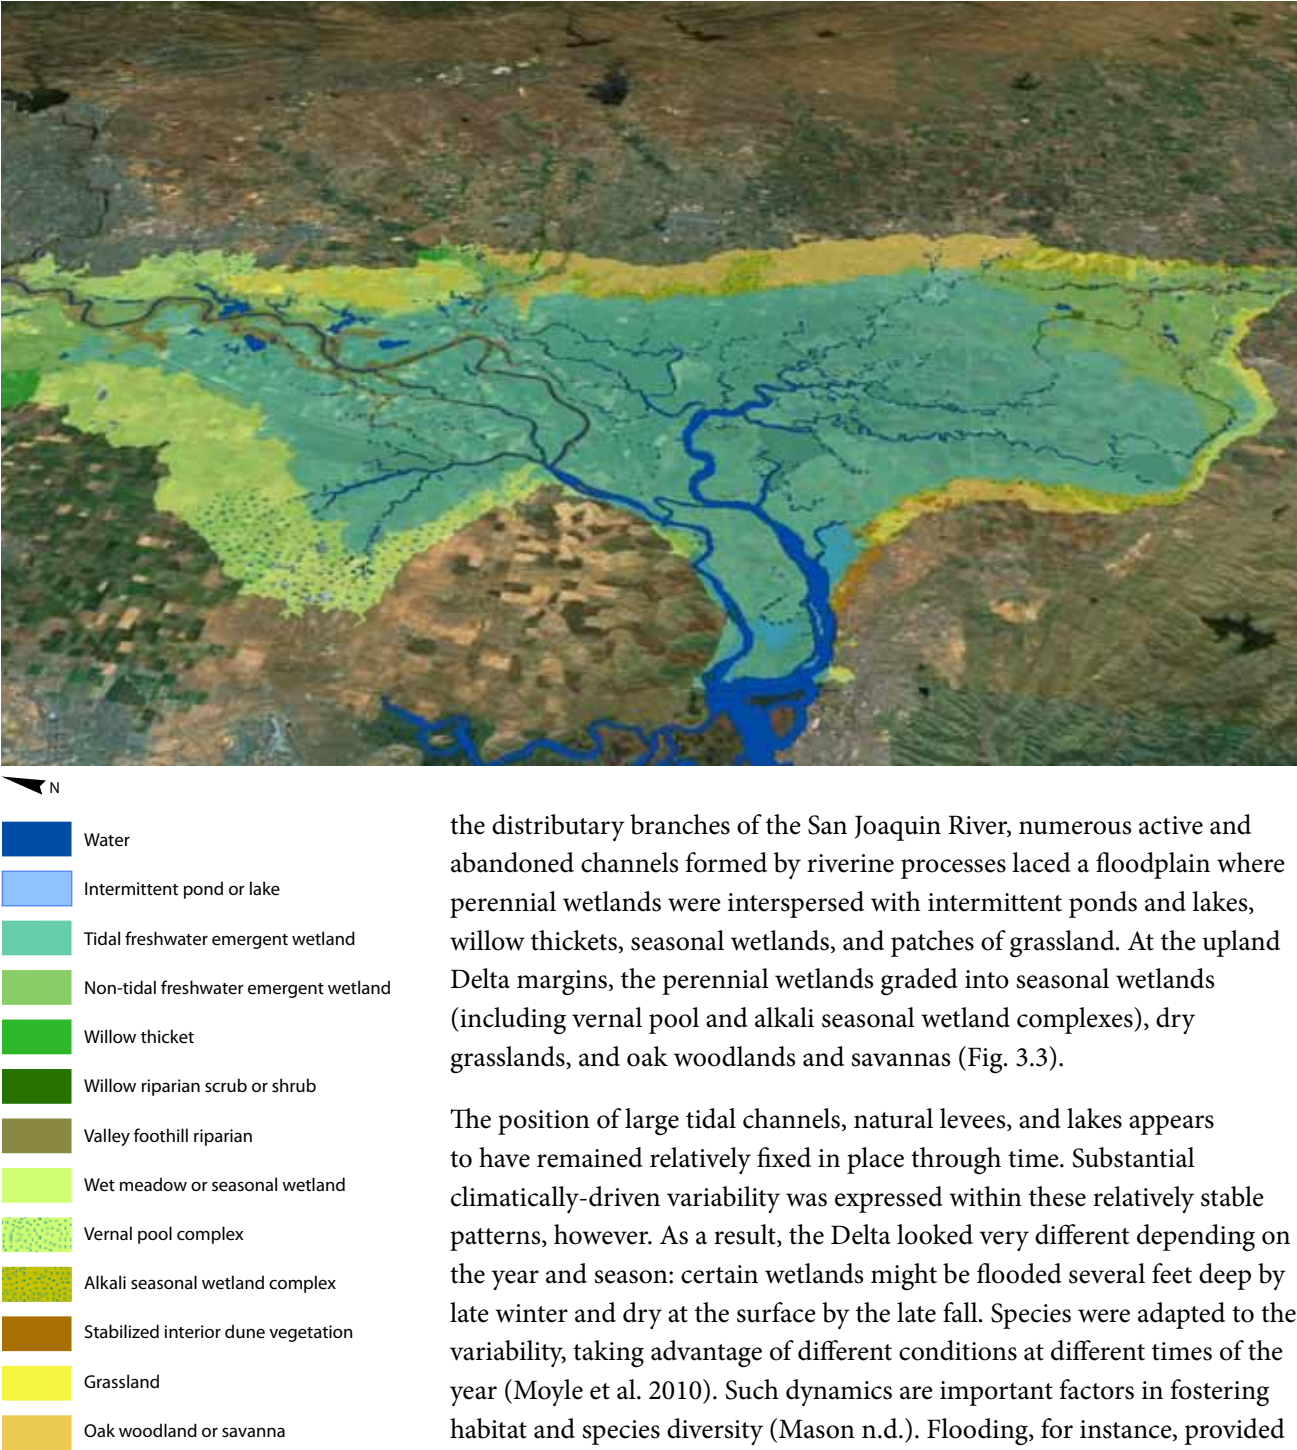 N
Water
Intermittent pond or lake
Tidal freshwater emergent wetland
Non-tidal freshwater emergent wetland
Willow thicket
Willow riparian scrub or shrub
Valley foothill riparian
Wet meadow or seasonal wetland
Vernal pool complex
Alkali seasonal wetland complex
Stabilized interior dune vegetation
Grassland
Oak woodland or savanna
the distributary branches of the San Joaquin River, numerous active and
abandoned channels formed by riverine processes laced a floodplain where
perennial wetlands were interspersed with intermittent ponds and lakes,
willow thickets, seasonal wetlands, and patches of grassland. At the upland
Delta margins, the perennial wetlands graded into seasonal wetlands
(including vernal pool and alkali seasonal wetland complexes), dry
grasslands, and oak woodlands and savannas (Fig. 3.3).
The position of large tidal channels, natural levees, and lakes appears
to have remained relatively fixed in place through time. Substantial
climatically-driven variability was expressed within these relatively stable
patterns, however. As a result, the Delta looked very different depending on
the year and season: certain wetlands might be flooded several feet deep by
late winter and dry at the surface by the late fall. Species were adapted to the
variability, taking advantage of different conditions at different times of the
year (Moyle et al. 2010). Such dynamics are important factors in fostering
habitat and species diversity (Mason n.d.). Flooding, for instance, provided